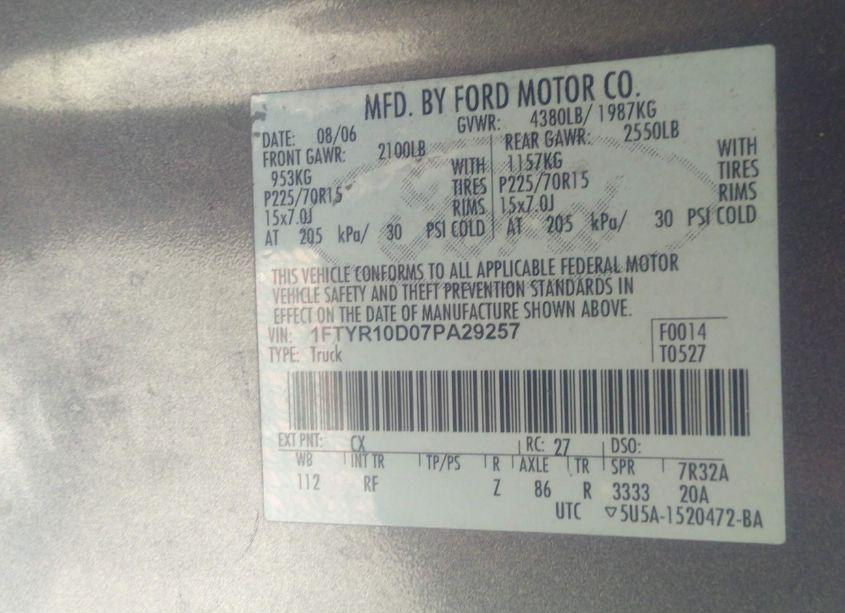 MFD. BY FORD MOTOR CO.
DATE: 08/06 GVWR: 4380LB/ 1987KG
FRONT GAWR: 2100LB REAR GAWR: 2550LB
953KG WITH 1157KG WITH
P225/70R15 TIRES P225/70R15 TIRES
15x7.0J RIMS 15x7.0J RIMS
AT 205 kPa/ 30 PSI COLD AT 205 kPa/ 30 PSI COLD
THIS VEHICLE CONFORMS TO ALL APPLICABLE FEDERAL MOTOR
VEHICLE SAFETY AND THEFT PREVENTION STANDARDS IN
EFFECT ON THE DATE OF MANUFACTURE SHOWN ABOVE.
VIN: 1FTYR10D07PA29257 F0014
TYPE: Truck T0527
EXT PNT: CX RC: 27 DSO:
WB INT TR TP/PS R AXLE TR SPR 7R32A
112 RF Z 86 R 3333 20A
UTC ▽5U5A-1520472-BA